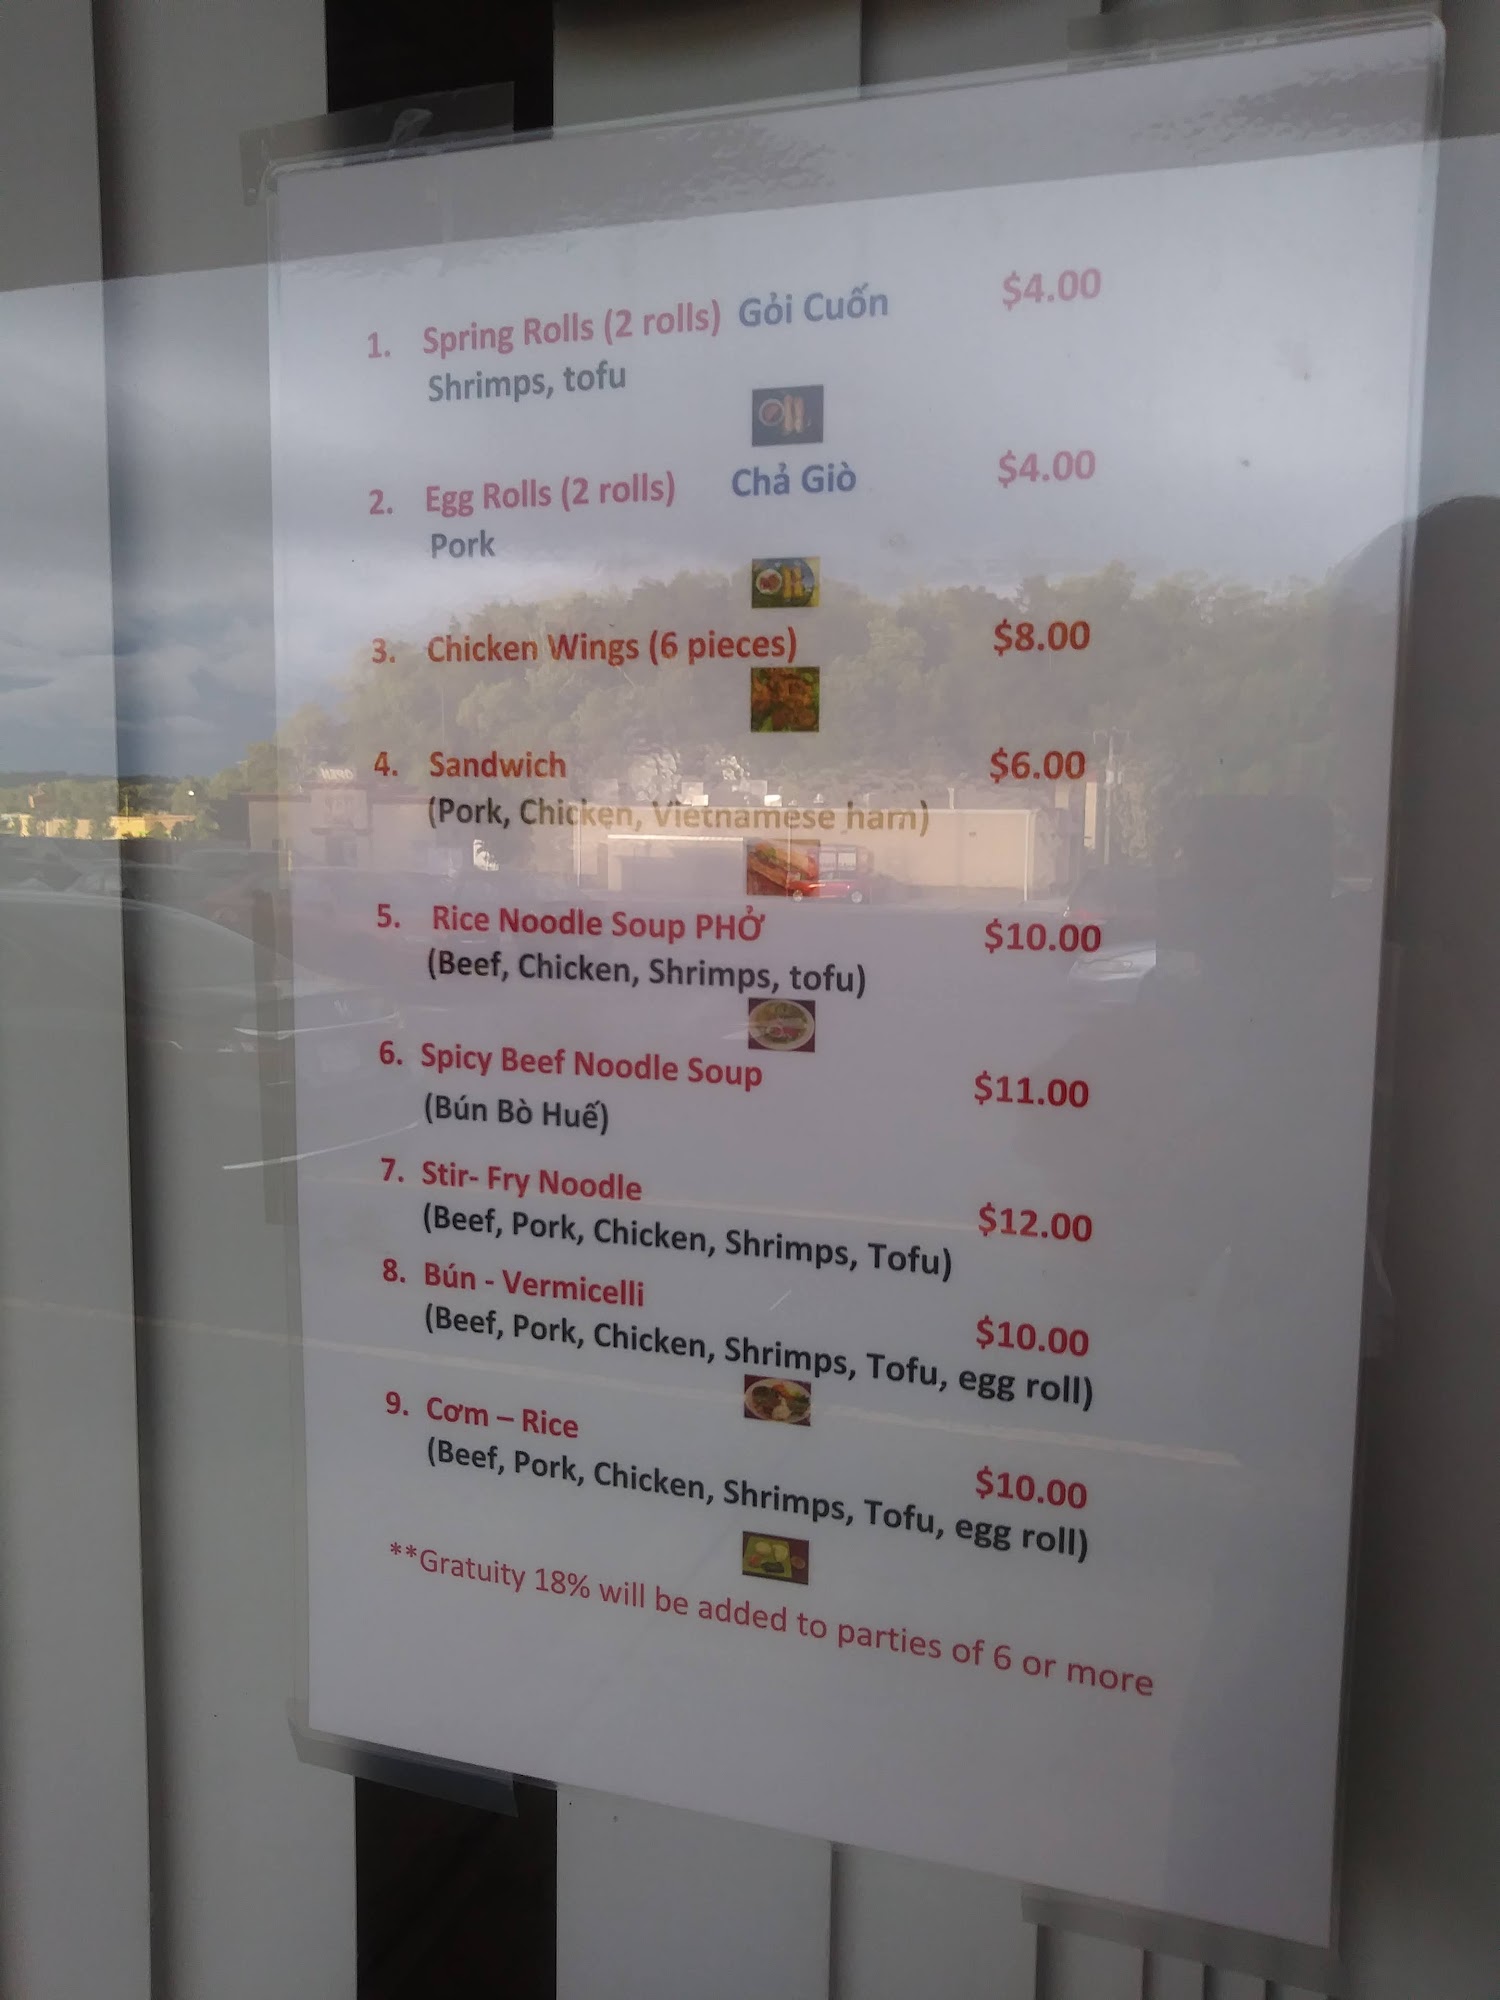 1. Spring Rolls (2 rolls) Gỏi Cuốn $4.00
Shrimps, tofu
2. Egg Rolls (2 rolls) Chả Giò $4.00
Pork
3. Chicken Wings (6 pieces) $8.00
4. Sandwich $6.00
(Pork, Chicken, Vietnamese ham)
5. Rice Noodle Soup PHỞ $10.00
(Beef, Chicken, Shrimps, tofu)
6. Spicy Beef Noodle Soup $11.00
(Bún Bò Huế)
7. Stir- Fry Noodle $12.00
(Beef, Pork, Chicken, Shrimps, Tofu)
8. Bún - Vermicelli $10.00
(Beef, Pork, Chicken, Shrimps, Tofu, egg roll)
9. Cơm – Rice $10.00
(Beef, Pork, Chicken, Shrimps, Tofu, egg roll)
**Gratuity 18% will be added to parties of 6 or more